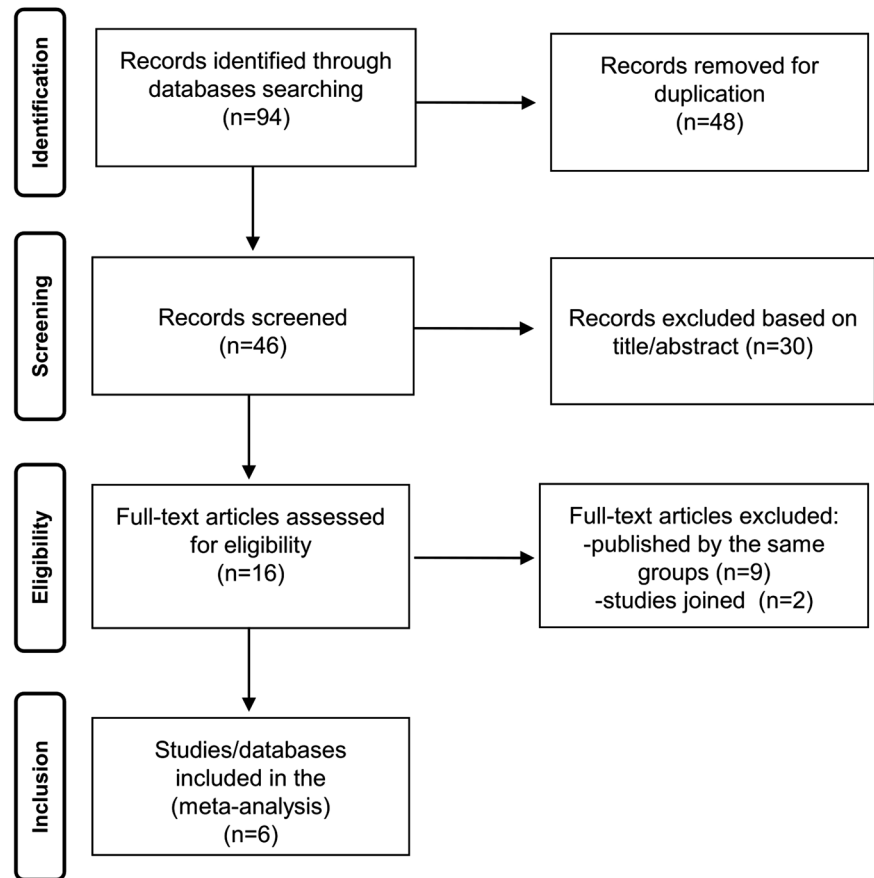 Identification
Records identified through
databases searching
(n=94)
Records removed for
duplication
(n=48)
Screening
Records screened
(n=46)
Records excluded based on
title/abstract (n=30)
Eligibility
Full-text articles assessed
for eligibility
(n=16)
Full-text articles excluded:
-published by the same
groups (n=9)
-studies joined (n=2)
Inclusion
Studies/databases
included in the
(meta-analysis)
(n=6)